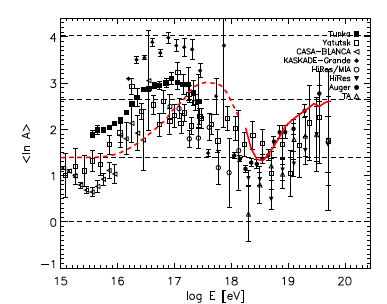 4
3
2
1
0
−1
<ln A>
Tunka
Yatutsk
CASA−BLANCA
KASKADE−Grande
HiRes/MIA
HiRes
Auger
TA
15
16
17
18
19
20
log E [eV]